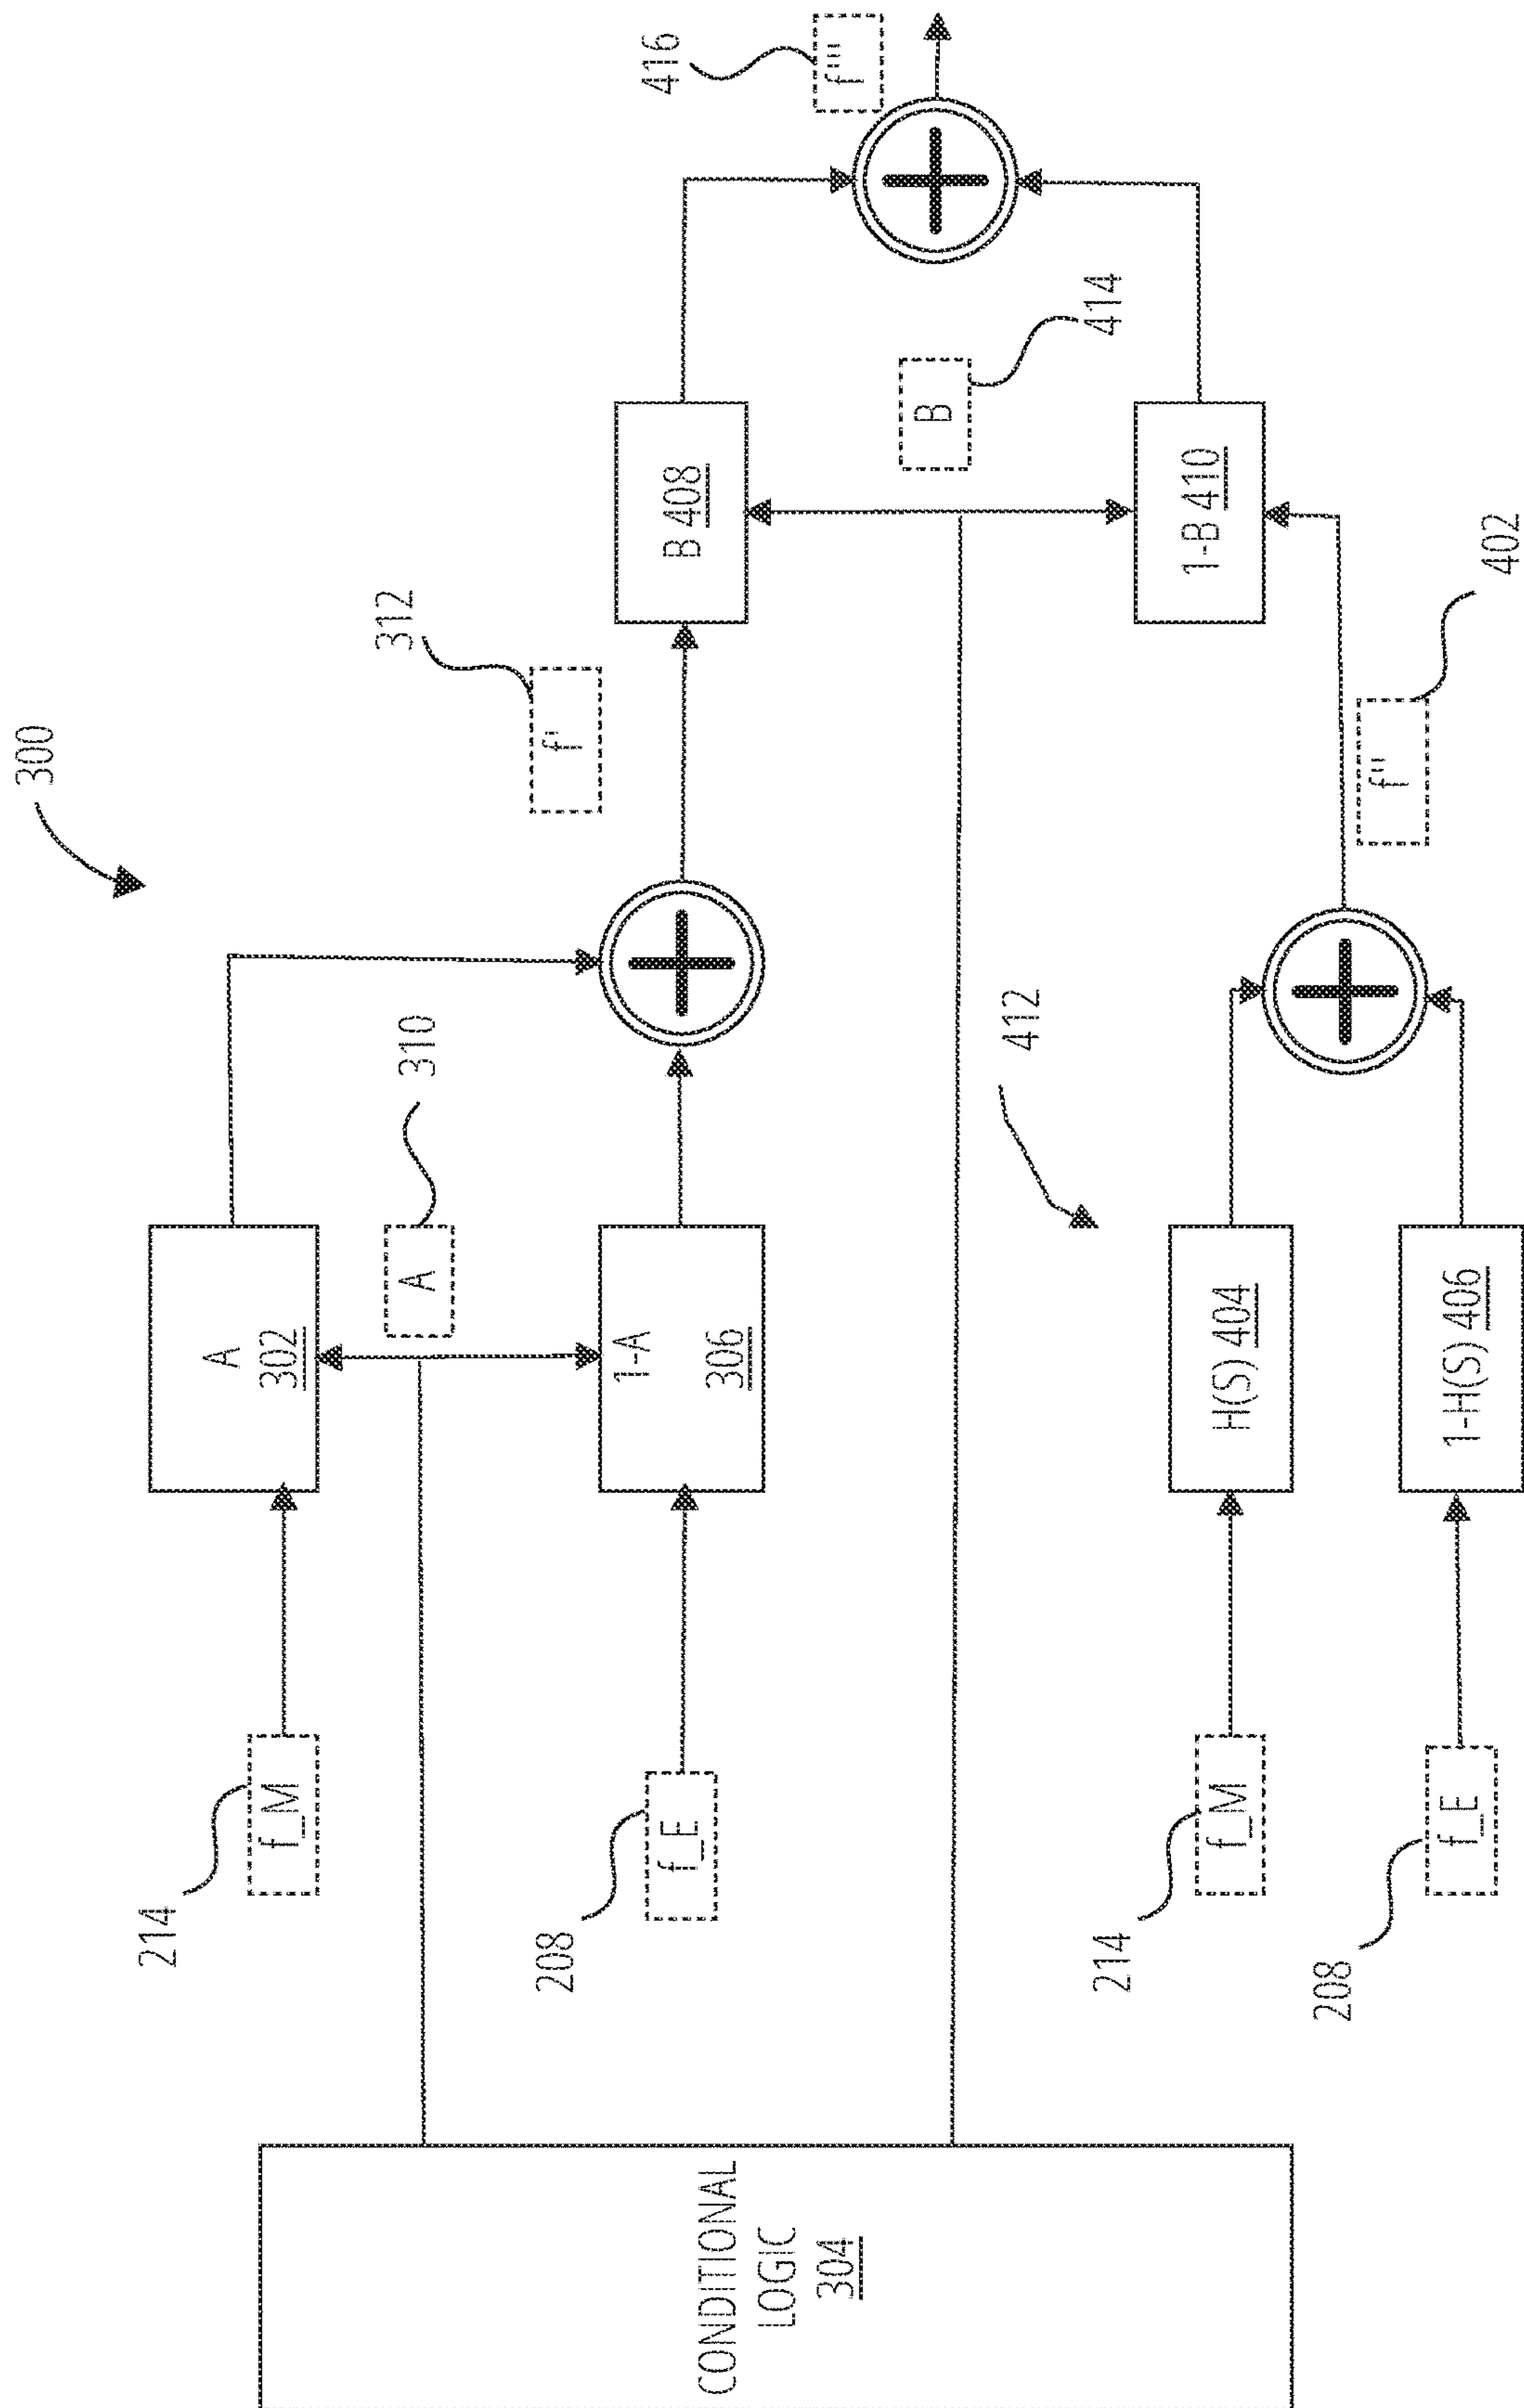 300
214
f_M
A
302
A
310
208
f_E
1-A
306
f'
312
CONDITIONAL
LOGIC
304
B 408
B
414
1-B 410
416
f'''
412
214
f_M
H(S) 404
208
f_E
1-H(S) 406
f''
402